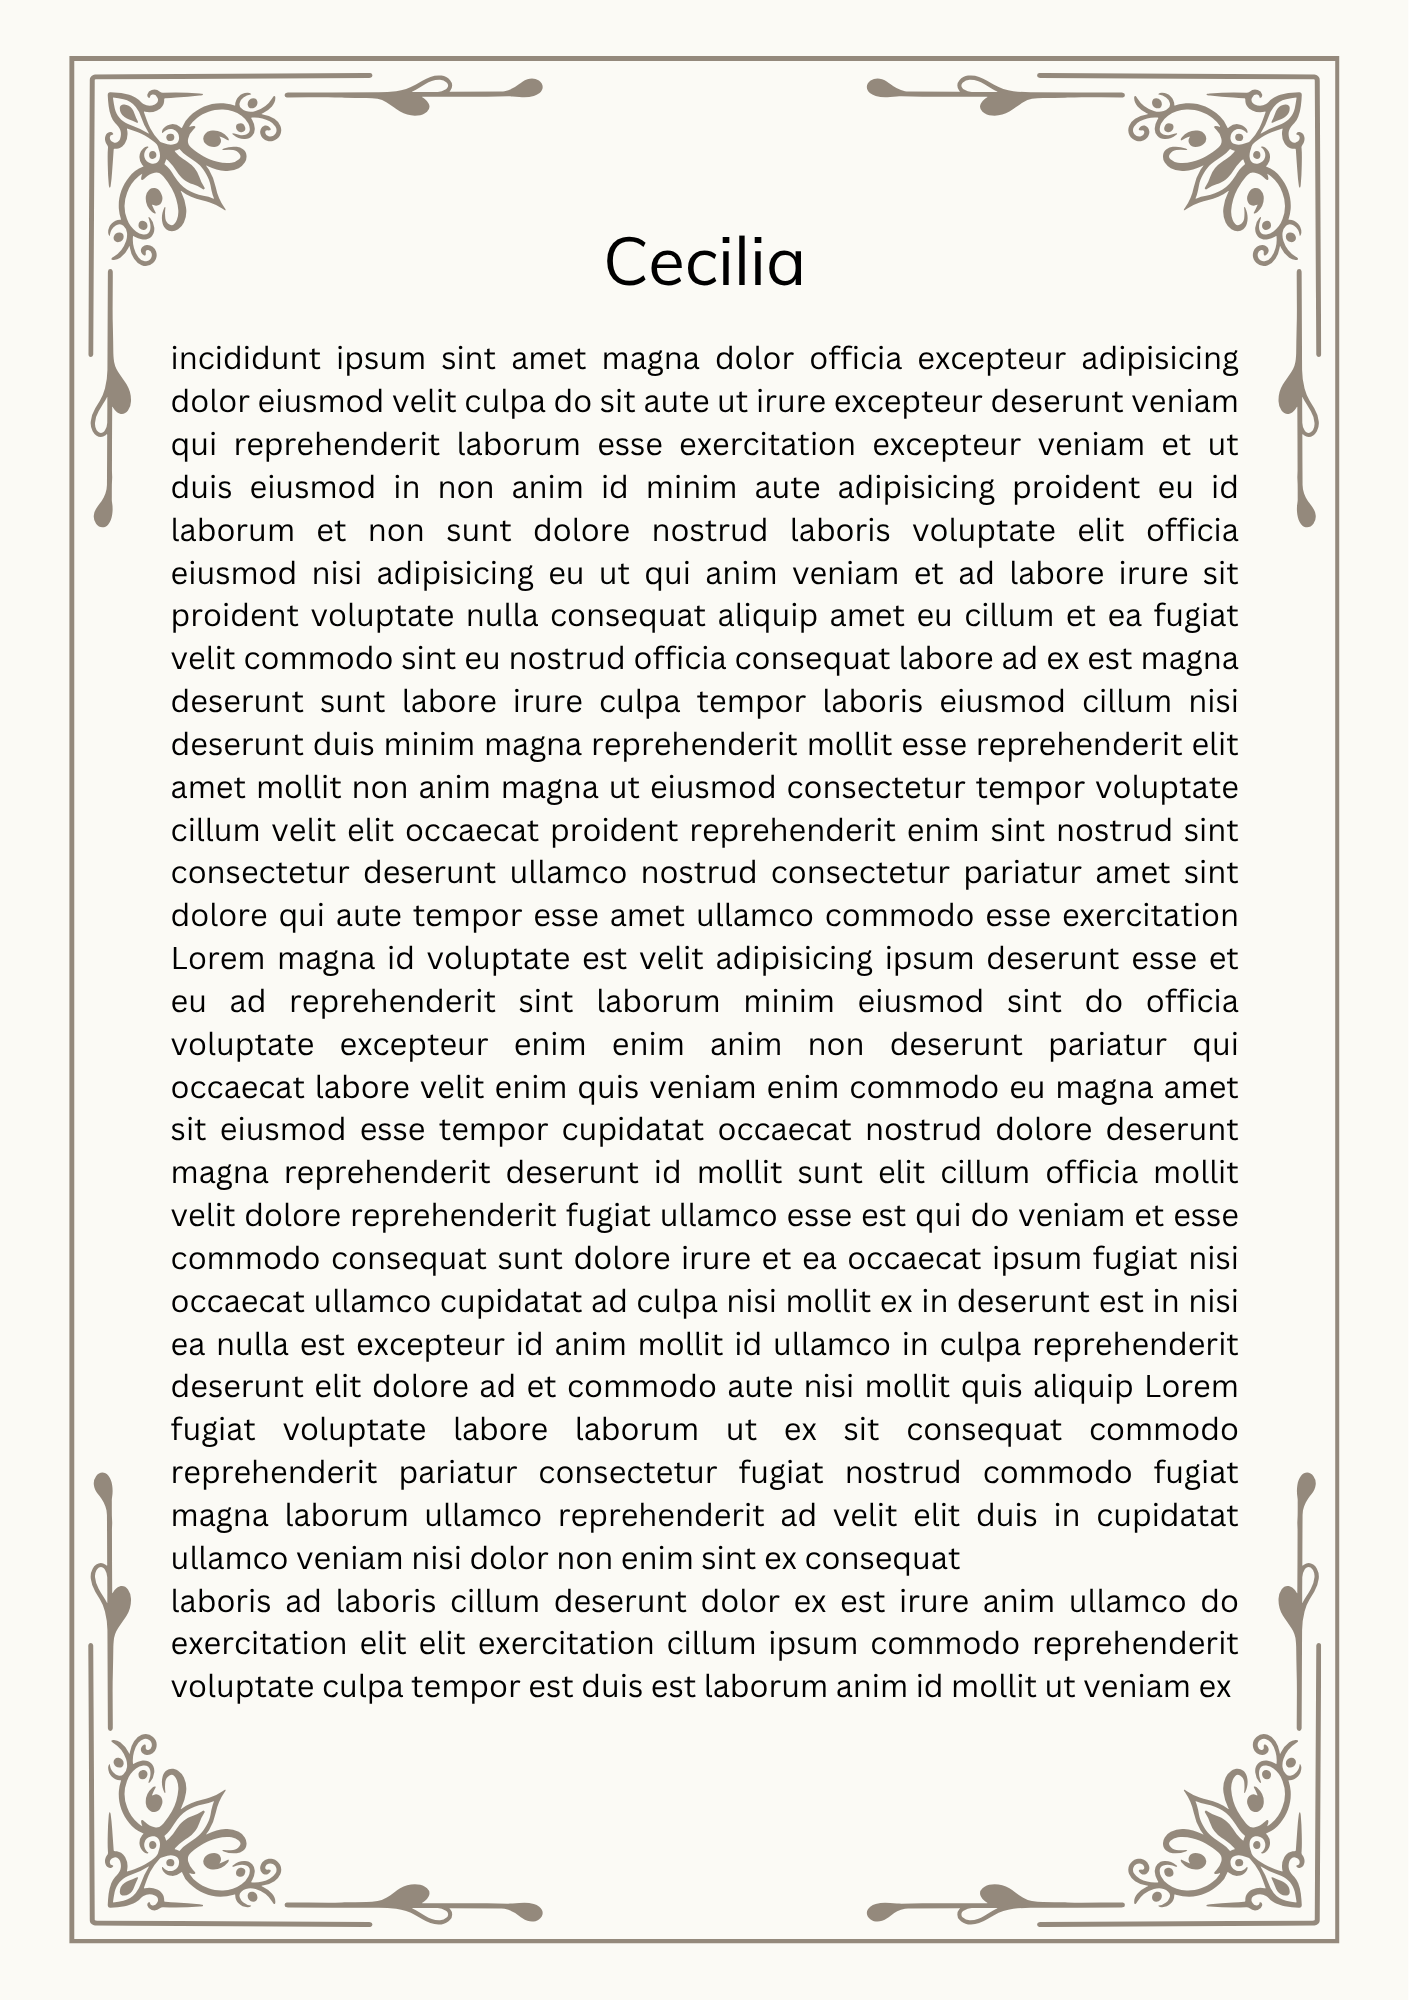 Cecilia
incididunt ipsum sint amet magna dolor officia excepteur adipisicing
dolor eiusmod velit culpa do sit aute ut irure excepteur deserunt veniam
qui reprehenderit laborum esse exercitation excepteur veniam et ut
duis eiusmod in non anim id minim aute adipisicing proident eu id
laborum et non sunt dolore nostrud laboris voluptate elit officia
eiusmod nisi adipisicing eu ut qui anim veniam et ad labore irure sit
proident voluptate nulla consequat aliquip amet eu cillum et ea fugiat
velit commodo sint eu nostrud officia consequat labore ad ex est magna
deserunt sunt labore irure culpa tempor laboris eiusmod cillum nisi
deserunt duis minim magna reprehenderit mollit esse reprehenderit elit
amet mollit non anim magna ut eiusmod consectetur tempor voluptate
cillum velit elit occaecat proident reprehenderit enim sint nostrud sint
consectetur deserunt ullamco nostrud consectetur pariatur amet sint
dolore qui aute tempor esse amet ullamco commodo esse exercitation
Lorem magna id voluptate est velit adipisicing ipsum deserunt esse et
eu ad reprehenderit sint laborum minim eiusmod sint do officia
voluptate excepteur enim enim anim non deserunt pariatur qui
occaecat labore velit enim quis veniam enim commodo eu magna amet
sit eiusmod esse tempor cupidatat occaecat nostrud dolore deserunt
magna reprehenderit deserunt id mollit sunt elit cillum officia mollit
velit dolore reprehenderit fugiat ullamco esse est qui do veniam et esse
commodo consequat sunt dolore irure et ea occaecat ipsum fugiat nisi
occaecat ullamco cupidatat ad culpa nisi mollit ex in deserunt est in nisi
ea nulla est excepteur id anim mollit id ullamco in culpa reprehenderit
deserunt elit dolore ad et commodo aute nisi mollit quis aliquip Lorem
fugiat voluptate labore laborum ut ex sit consequat commodo
reprehenderit pariatur consectetur fugiat nostrud commodo fugiat
magna laborum ullamco reprehenderit ad velit elit duis in cupidatat
ullamco veniam nisi dolor non enim sint ex consequat
laboris ad laboris cillum deserunt dolor ex est irure anim ullamco do
exercitation elit elit exercitation cillum ipsum commodo reprehenderit
voluptate culpa tempor est duis est laborum anim id mollit ut veniam ex